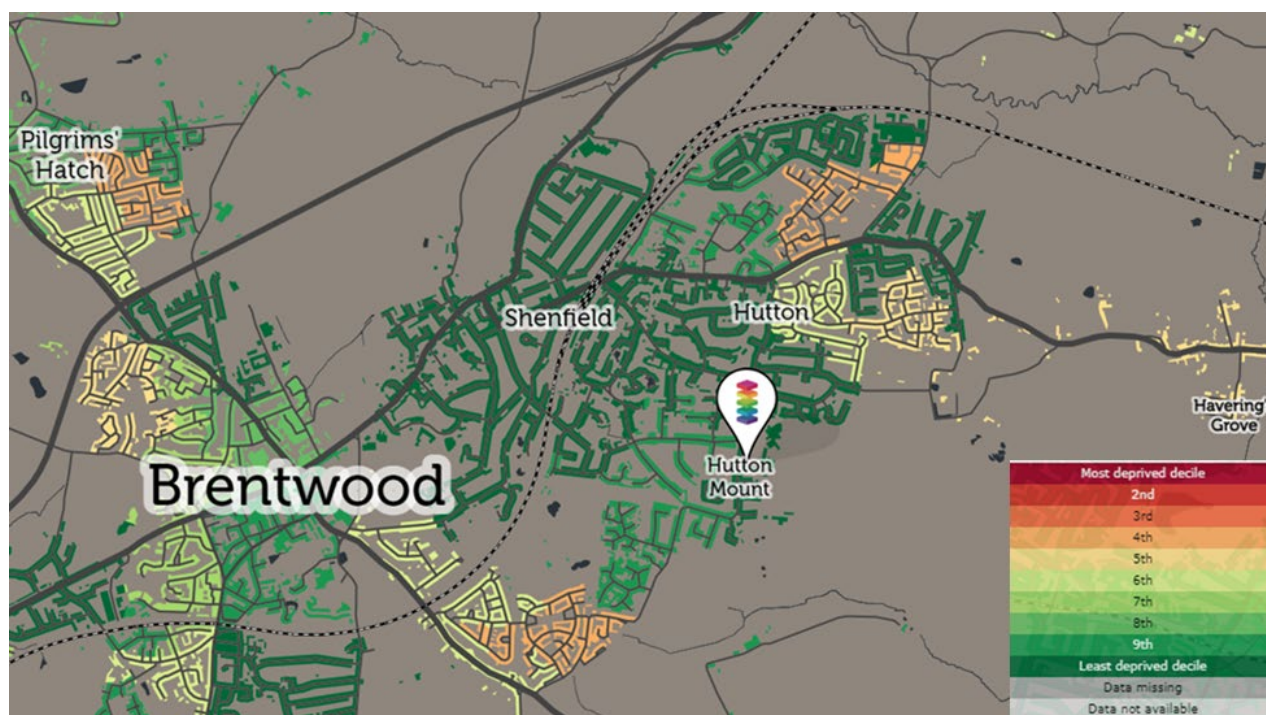 Pilgrims'
Hatch
Shenfield
Hutton
Havering's
Grove
Hutton
Mount
Brentwood
Most deprived decile
2nd
3rd
4th
5th
6th
7th
8th
9th
Least deprived decile
Data missing
Data not available